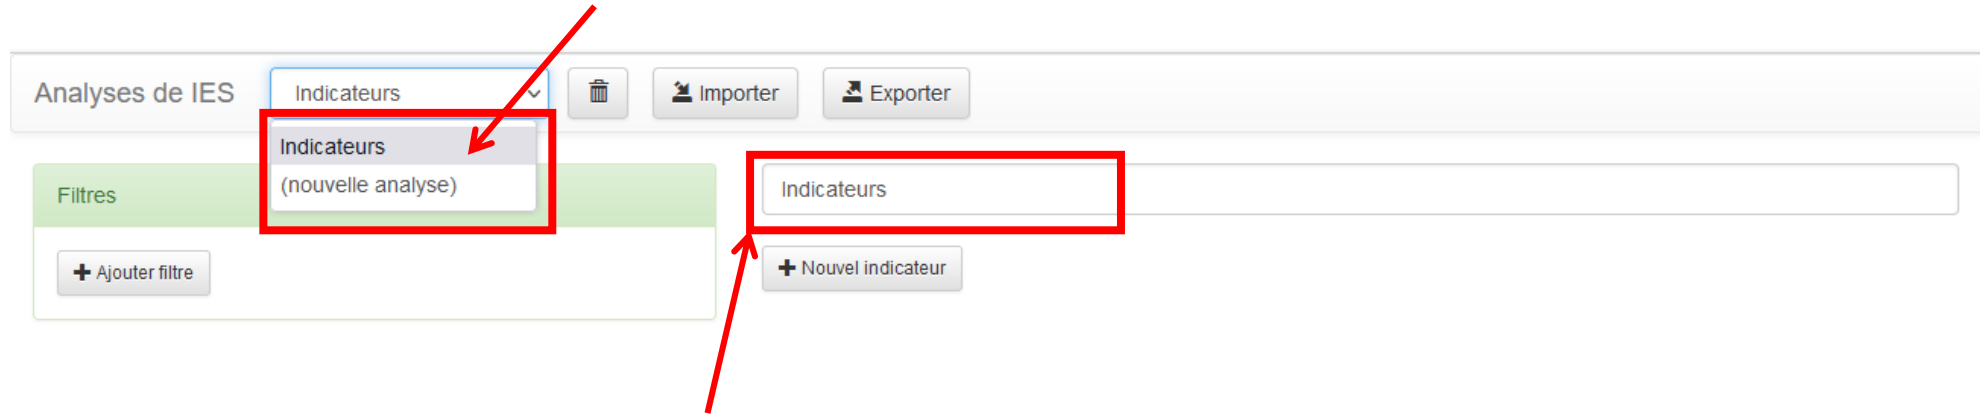 Analyses de IES
Indicateurs
Importer
Exporter
Indicateurs
(nouvelle analyse)
Filtres
Ajouter filtre
Indicateurs
Nouvel indicateur